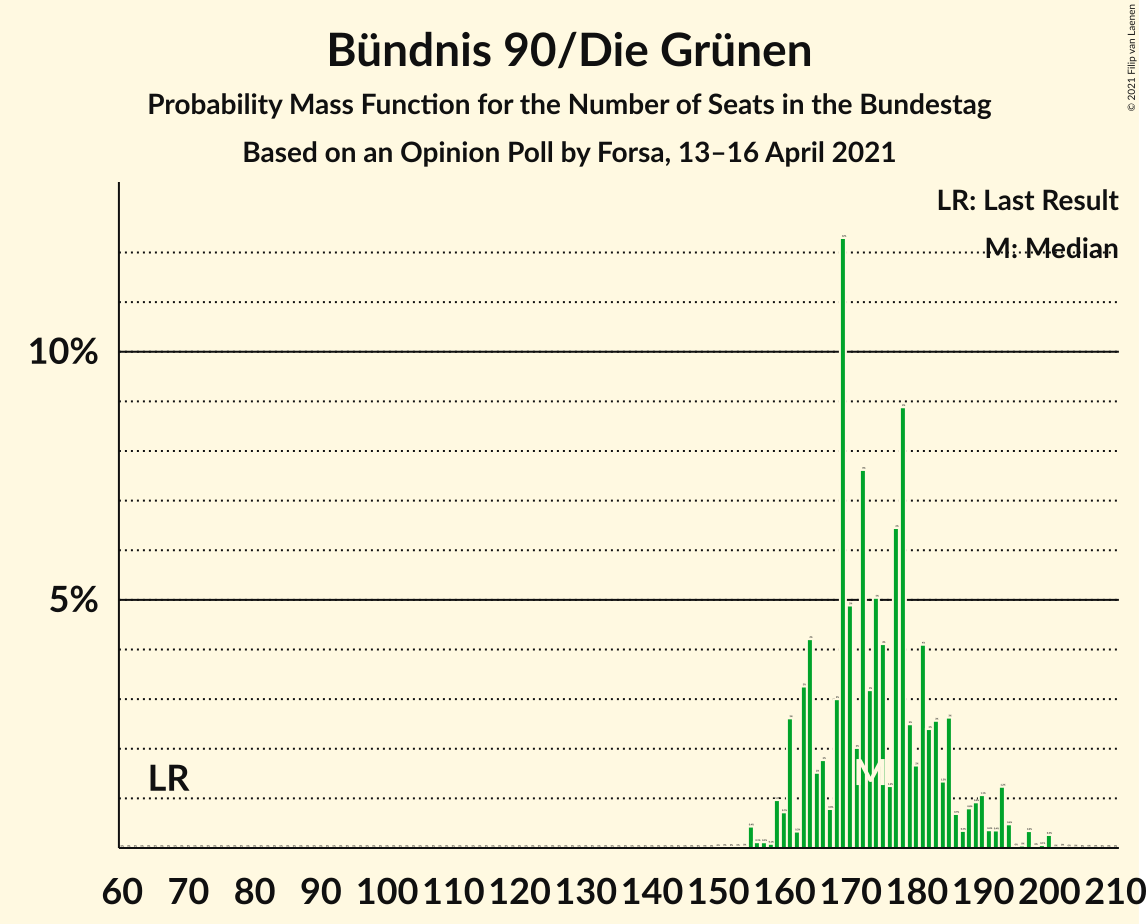 Bündnis 90/Die Grünen
Probability Mass Function for the Number of Seats in the Bundestag
Based on an Opinion Poll by Forsa, 13–16 April 2021
© 2021 Filip van Laenen
LR: Last Result
M: Median
10%
5%
LR
M
60 70 80 90 100 110 120 130 140 150 160 170 180 190 200 210